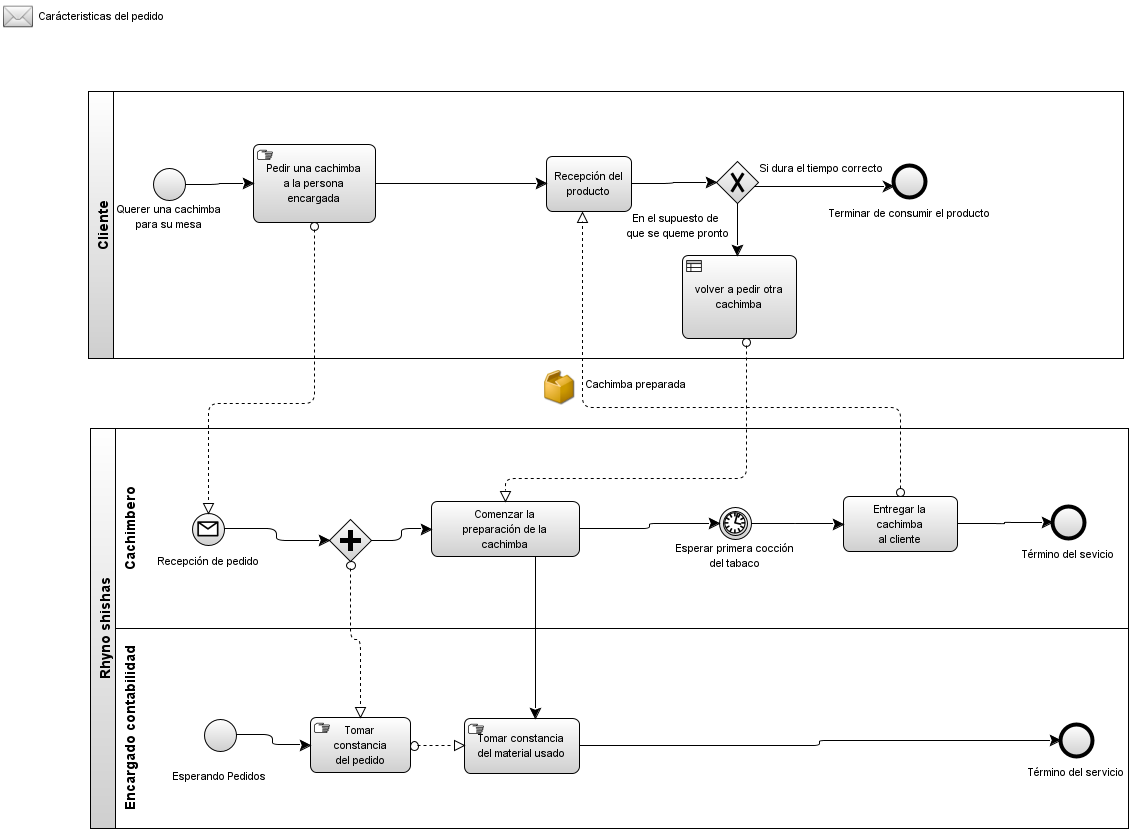 Carácteristicas del pedido
Cliente
Querer una cachimba
para su mesa
Pedir una cachimba
a la persona
encargada
Recepción del
producto
Si dura el tiempo correcto
Terminar de consumir el producto
En el supuesto de
que se queme pronto
volver a pedir otra
cachimba
Cachimba preparada
Rhyno shishas
Cachimbero
Recepción de pedido
Comenzar la
preparación de la
cachimba
Esperar primera cocción
del tabaco
Entregar la
cachimba
al cliente
Término del sevicio
Encargado contabilidad
Esperando Pedidos
Tomar
constancia
del pedido
Tomar constancia
del material usado
Término del servicio